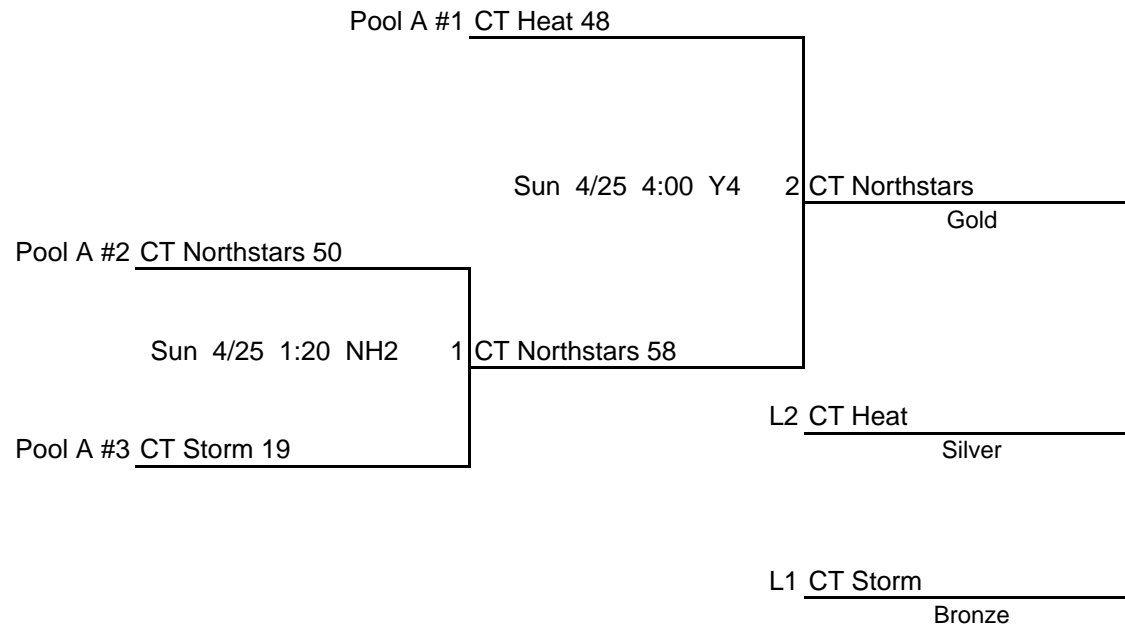 Pool A #1 CT Heat 48
Sun 4/25 4:00 Y4 2 CT Northstars
Gold
Pool A #2 CT Northstars 50
Sun 4/25 1:20 NH2 1 CT Northstars 58
L2 CT Heat
Pool A #3 CT Storm 19
Silver
L1 CT Storm
Bronze